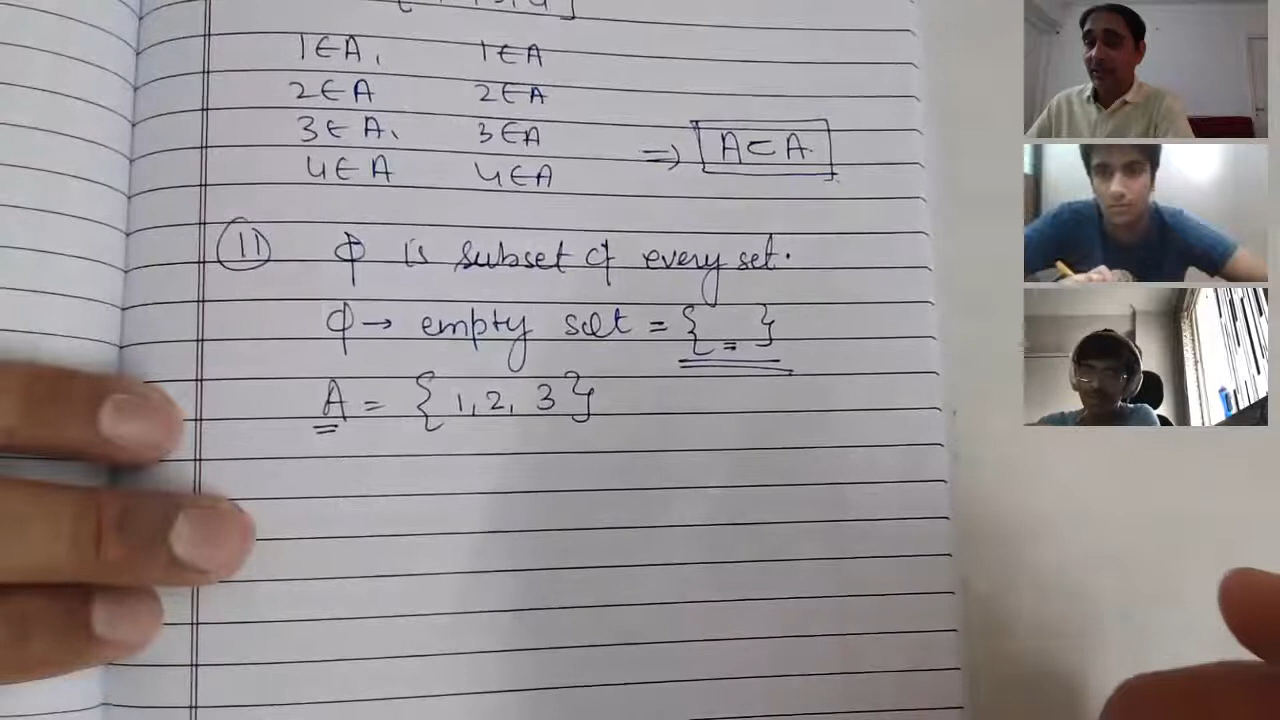 1∈A, 1∈A
2∈A 2∈A
3∈A, 3∈A ⇒ A⊂A.
4∈A 4∈A
(11) Φ is subset of every set.
Φ→ empty set = { = }
A = { 1, 2, 3 }